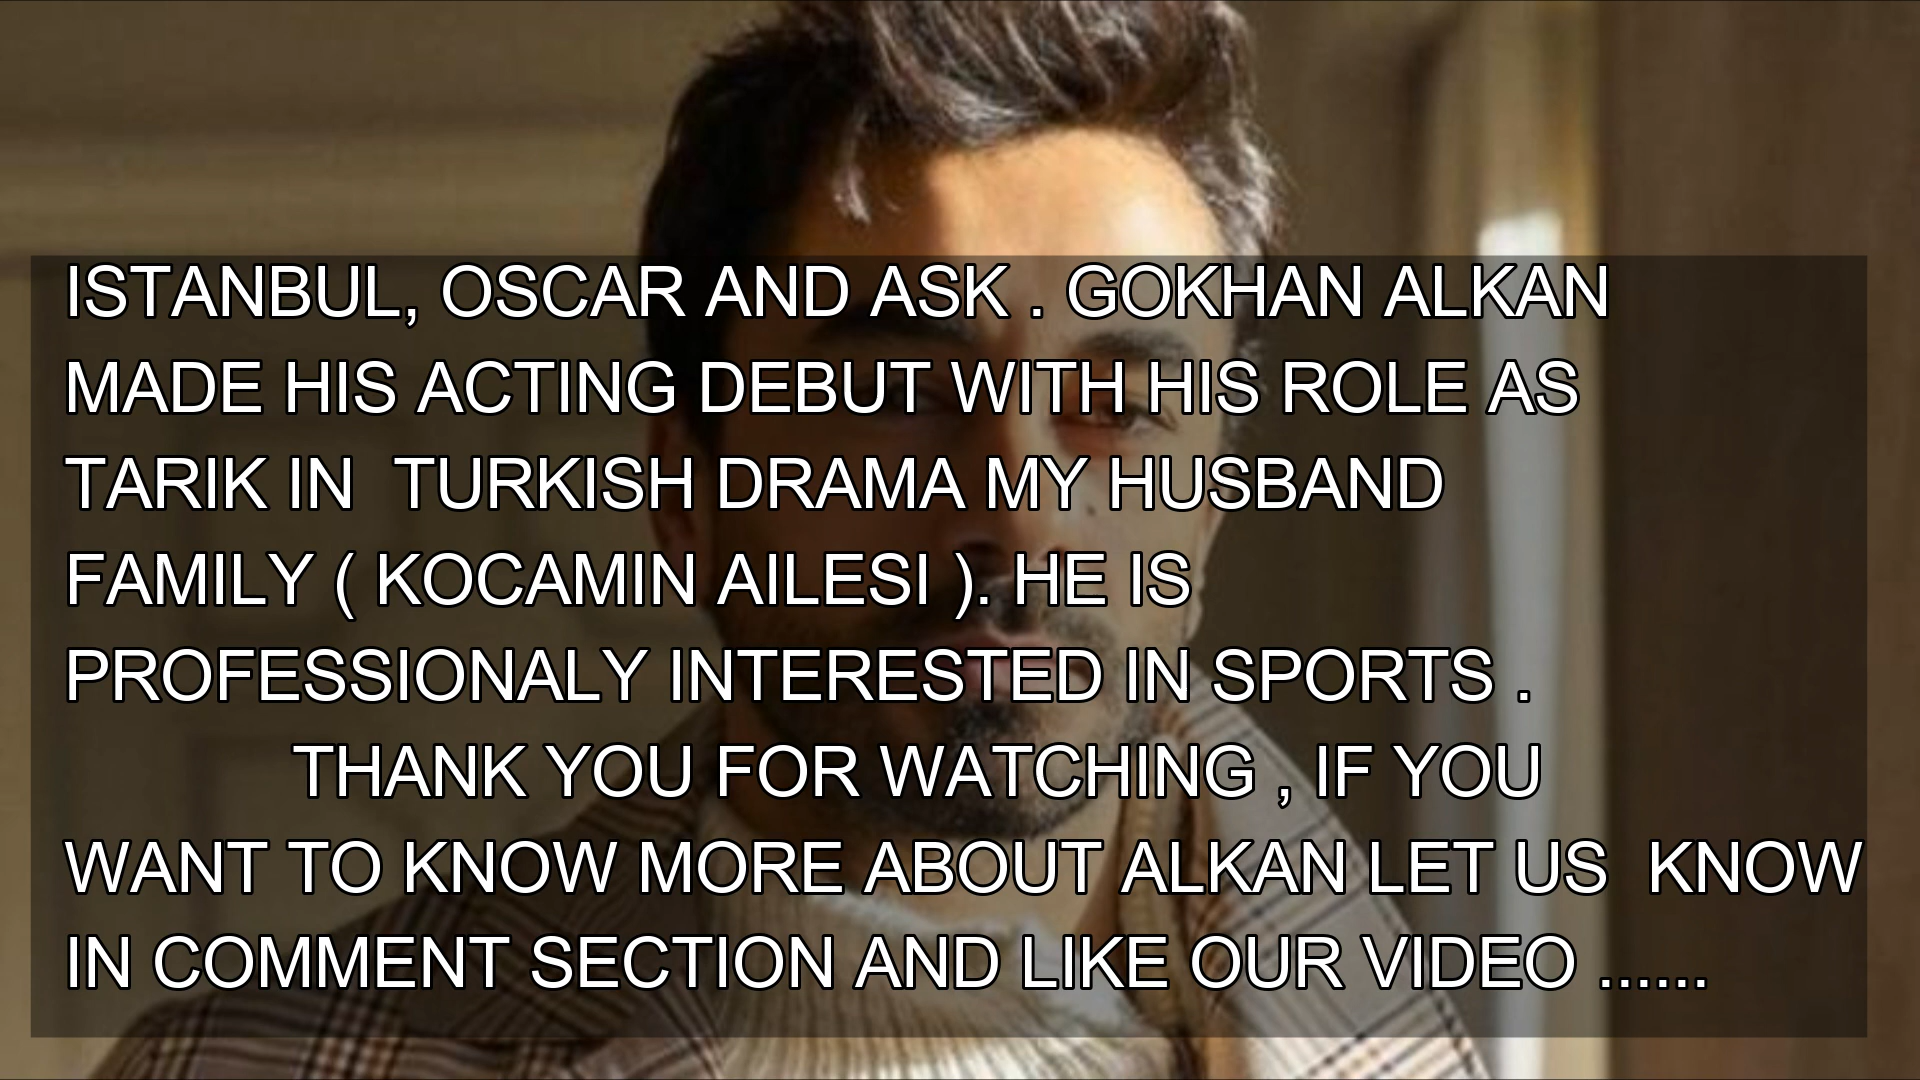 ISTANBUL, OSCAR AND ASK . GOKHAN ALKAN
MADE HIS ACTING DEBUT WITH HIS ROLE AS
TARIK IN  TURKISH DRAMA MY HUSBAND
FAMILY ( KOCAMIN AILESI ). HE IS
PROFESSIONALY INTERESTED IN SPORTS .
THANK YOU FOR WATCHING , IF YOU
WANT TO KNOW MORE ABOUT ALKAN LET US  KNOW
IN COMMENT SECTION AND LIKE OUR VIDEO ......